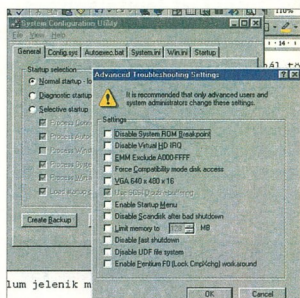 System Configuration Utility
File View Help
General Config.sys Autoexec.bat System.ini Win.ini Startup
Startup selection
Normal startup
Diagnostic startup
Selective startup
Create Backup
110%
Advanced Troubleshooting Settings
It is recommended that only advanced users and
system administrators change these settings.
Settings
Disable System ROM Breakpoint
Disable Virtual HD IRQ
EMM Exclude A000-FFFF
Force Compatibility mode disk access
VGA 640 x 480 x 16
Enable Startup Menu
Disable Scandisk after bad shutdown
Limit memory to MB
Disable fast shutdown
Disable UDF file system
Enable Pentium F0 (Lock CmpXchg) workaround
OK Cancel
lum jelenik m